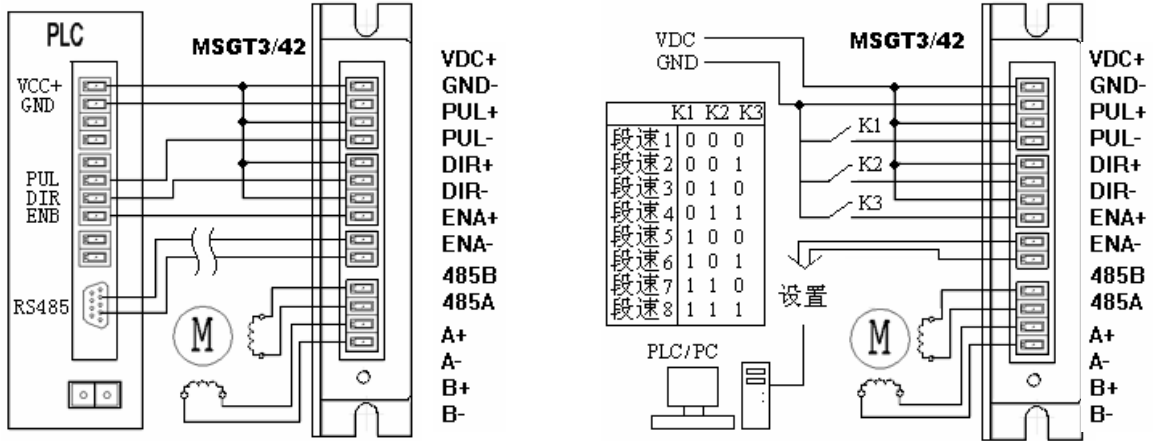 PLC
MSGT3/42
VCC+
GND
PUL
DIR
ENB
RS485
M
VDC+
GND-
PUL+
PUL-
DIR+
DIR-
ENA+
ENA-
485B
485A
A+
A-
B+
B-
VDC
GND
MSGT3/42
K1 K2 K3
段速1 0 0 0
段速2 0 0 1
段速3 0 1 0
段速4 0 1 1
段速5 1 0 0
段速6 1 0 1
段速7 1 1 0
段速8 1 1 1
K1
K2
K3
设置
PLC/PC
M
VDC+
GND-
PUL+
PUL-
DIR+
DIR-
ENA+
ENA-
485B
485A
A+
A-
B+
B-